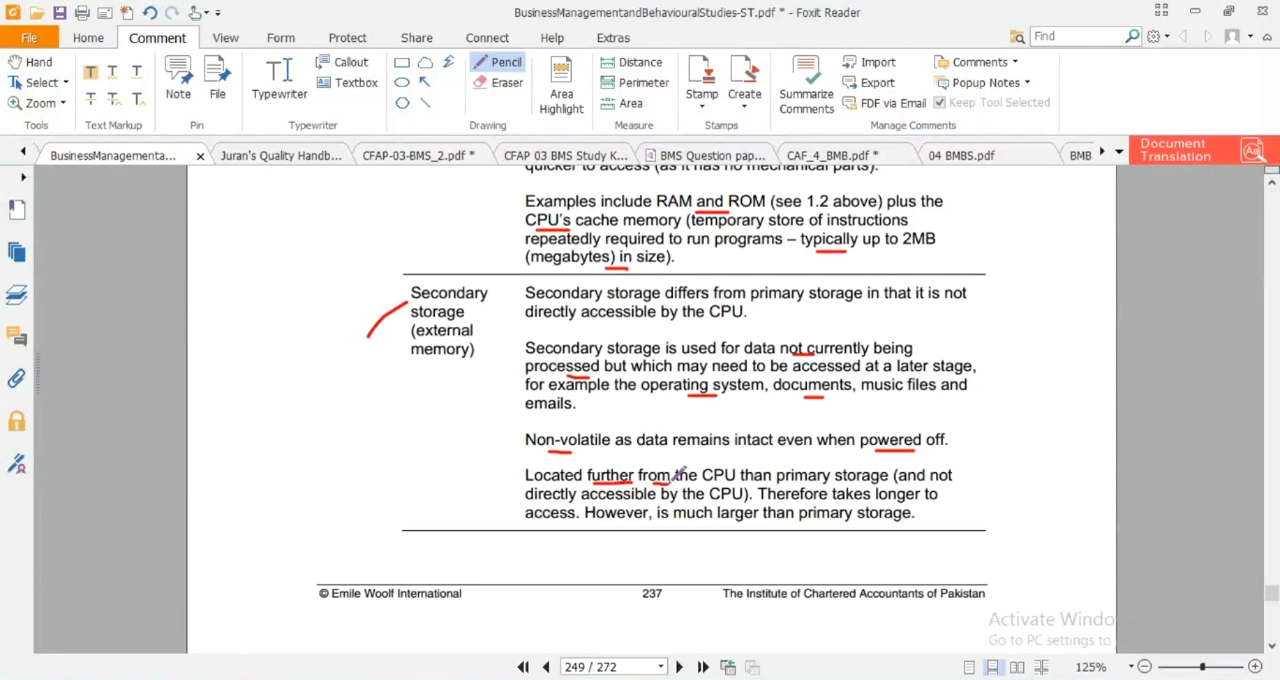 BusinessManagementandBehaviouralStudies-ST.pdf * - Foxit Reader
File Home Comment View Form Protect Share Connect Help Extras Find
Hand
Select
Zoom
Tools
Text Markup
Note
File
Pin
Typewriter
Callout
Textbox
Typewriter
Drawing
Pencil
Eraser
Area
Highlight
Distance
Perimeter
Area
Measure
Stamp
Create
Stamps
Summarize
Comments
Import
Export
FDF via Email
Comments
Popup Notes
Keep Tool Selected
Manage Comments
BusinessManagementa... Juran's Quality Handb... CFAP-03-BMS_2.pdf * CFAP 03 BMS Study K... BMS Question pap... CAF_4_BMB.pdf * 04 BMBS.pdf BMB
Document
Translation
quicker to access (as it has no mechanical parts).
Examples include RAM and ROM (see 1.2 above) plus the
CPU's cache memory (temporary store of instructions
repeatedly required to run programs – typically up to 2MB
(megabytes) in size).
Secondary
storage
(external
memory)
Secondary storage differs from primary storage in that it is not
directly accessible by the CPU.
Secondary storage is used for data not currently being
processed but which may need to be accessed at a later stage,
for example the operating system, documents, music files and
emails.
Non-volatile as data remains intact even when powered off.
Located further from the CPU than primary storage (and not
directly accessible by the CPU). Therefore takes longer to
access. However, is much larger than primary storage.
© Emile Woolf International 237 The Institute of Chartered Accountants of Pakistan
Activate Windo
Go to PC settings to
249 / 272 125%